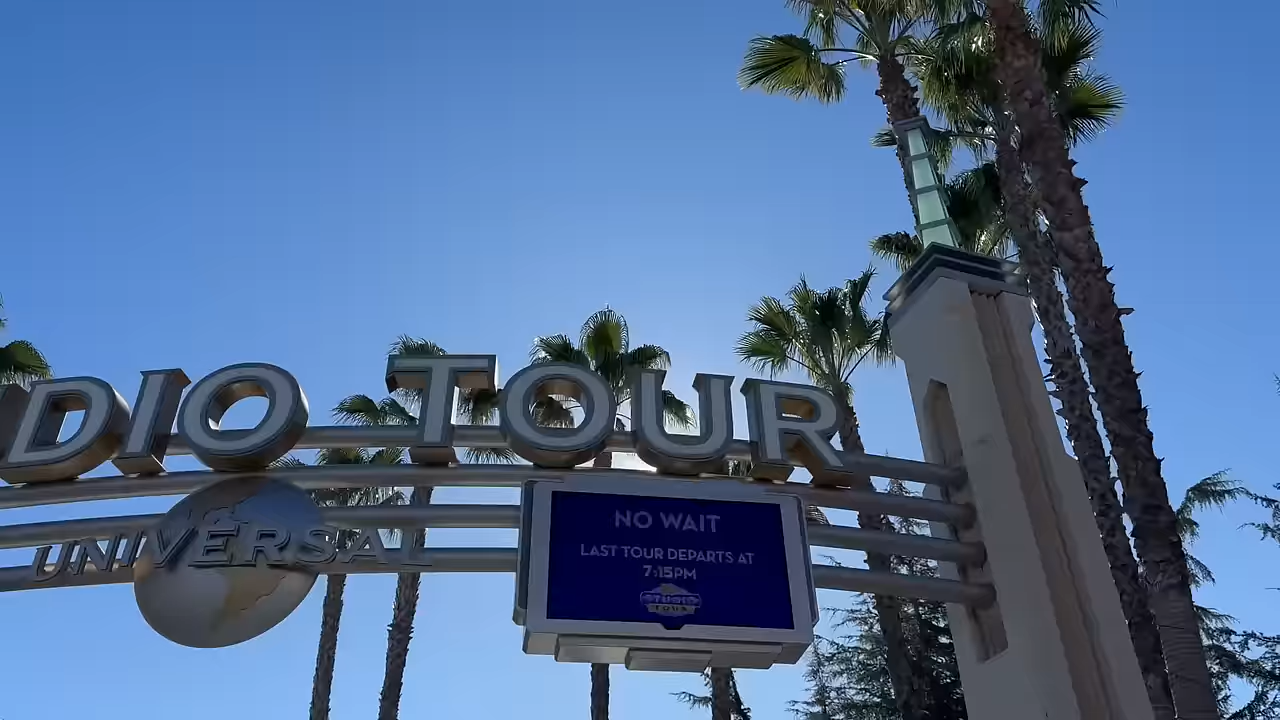 DIO TOUR
UNIVERSAL
NO WAIT
LAST TOUR DEPARTS AT
7:15PM
STUDIO
TOUR